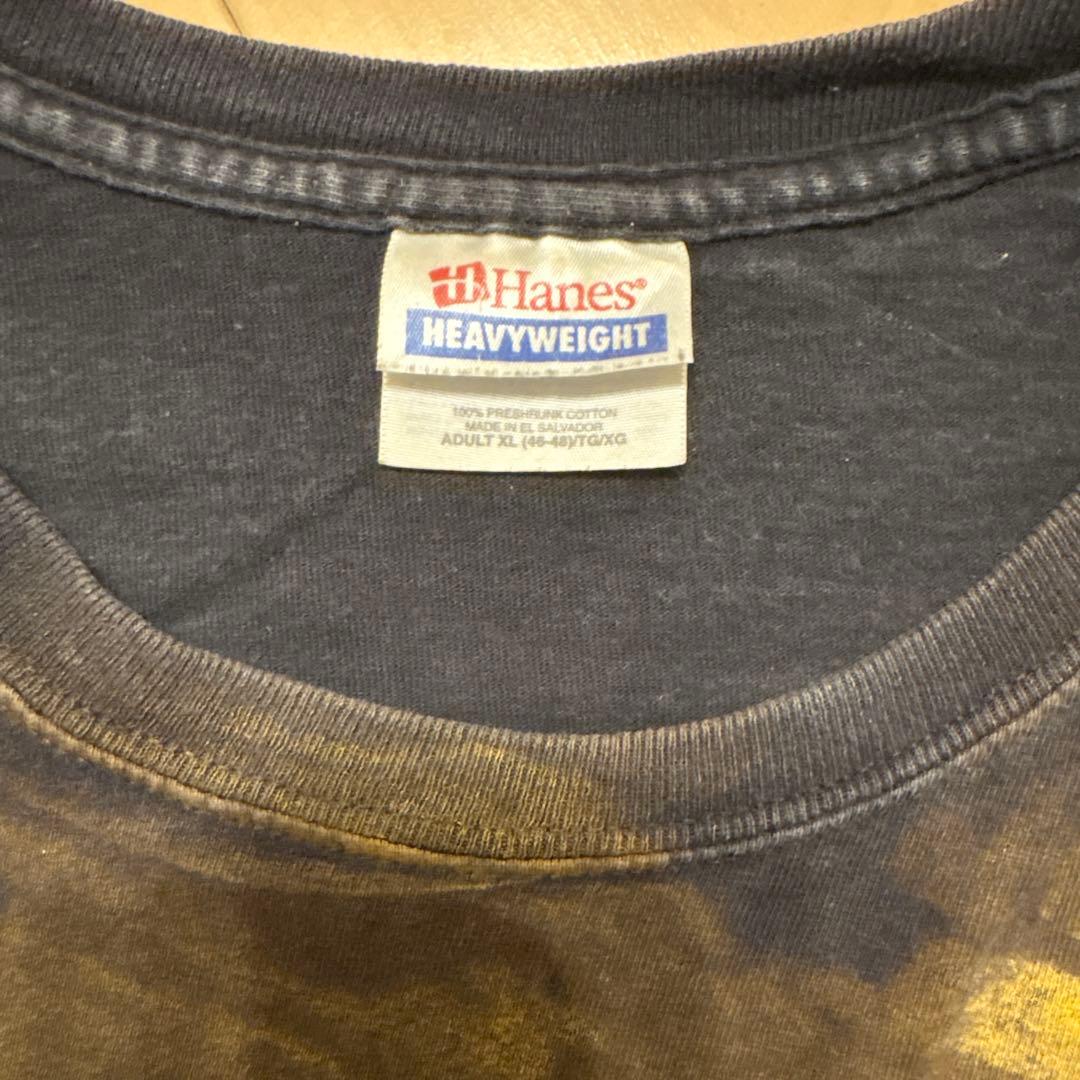 Hanes®
HEAVYWEIGHT
100% PRESHRUNK COTTON
MADE IN EL SALVADOR
ADULT XL (46-48)/TG/XG